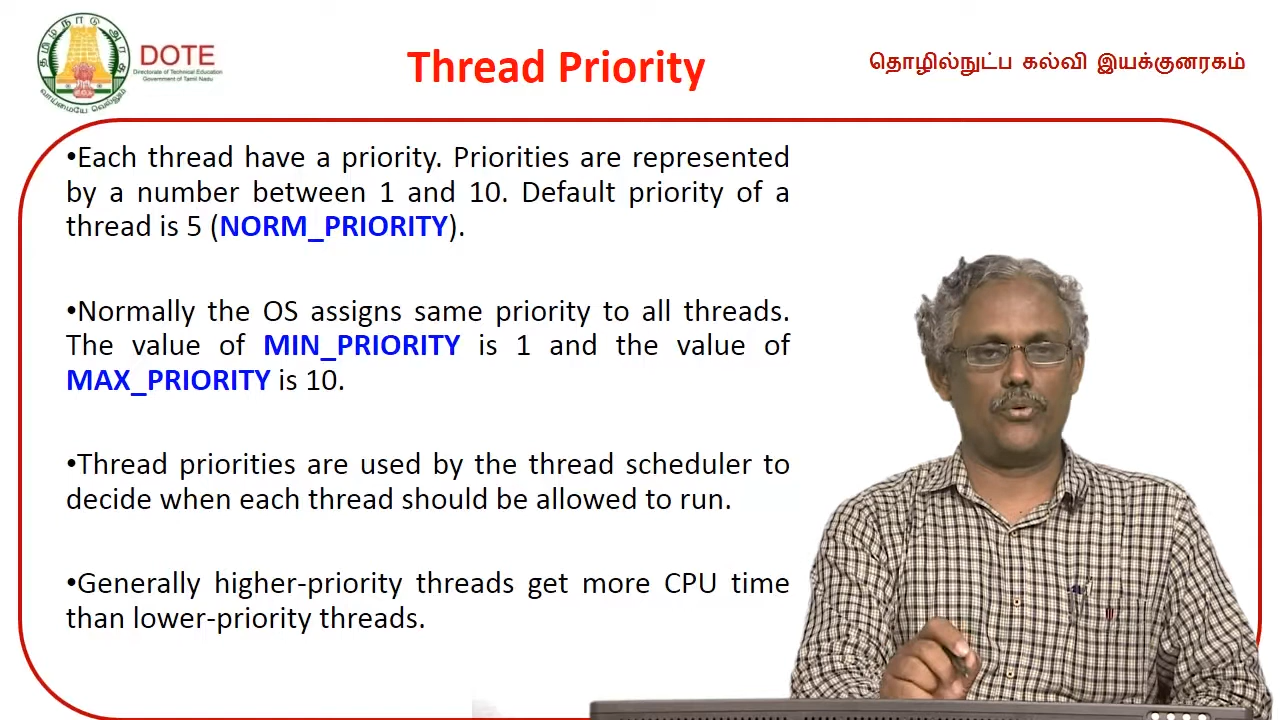 தமிழ்நாடு அரசு
வாய்மையே வெல்லும்
DOTE
Directorate of Technical Education
Government of Tamil Nadu
Thread Priority
தொழில்நுட்ப கல்வி இயக்குனரகம்
•Each thread have a priority. Priorities are represented
by a number between 1 and 10. Default priority of a
thread is 5 (NORM_PRIORITY).
•Normally the OS assigns same priority to all threads.
The value of MIN_PRIORITY is 1 and the value of
MAX_PRIORITY is 10.
•Thread priorities are used by the thread scheduler to
decide when each thread should be allowed to run.
•Generally higher-priority threads get more CPU time
than lower-priority threads.